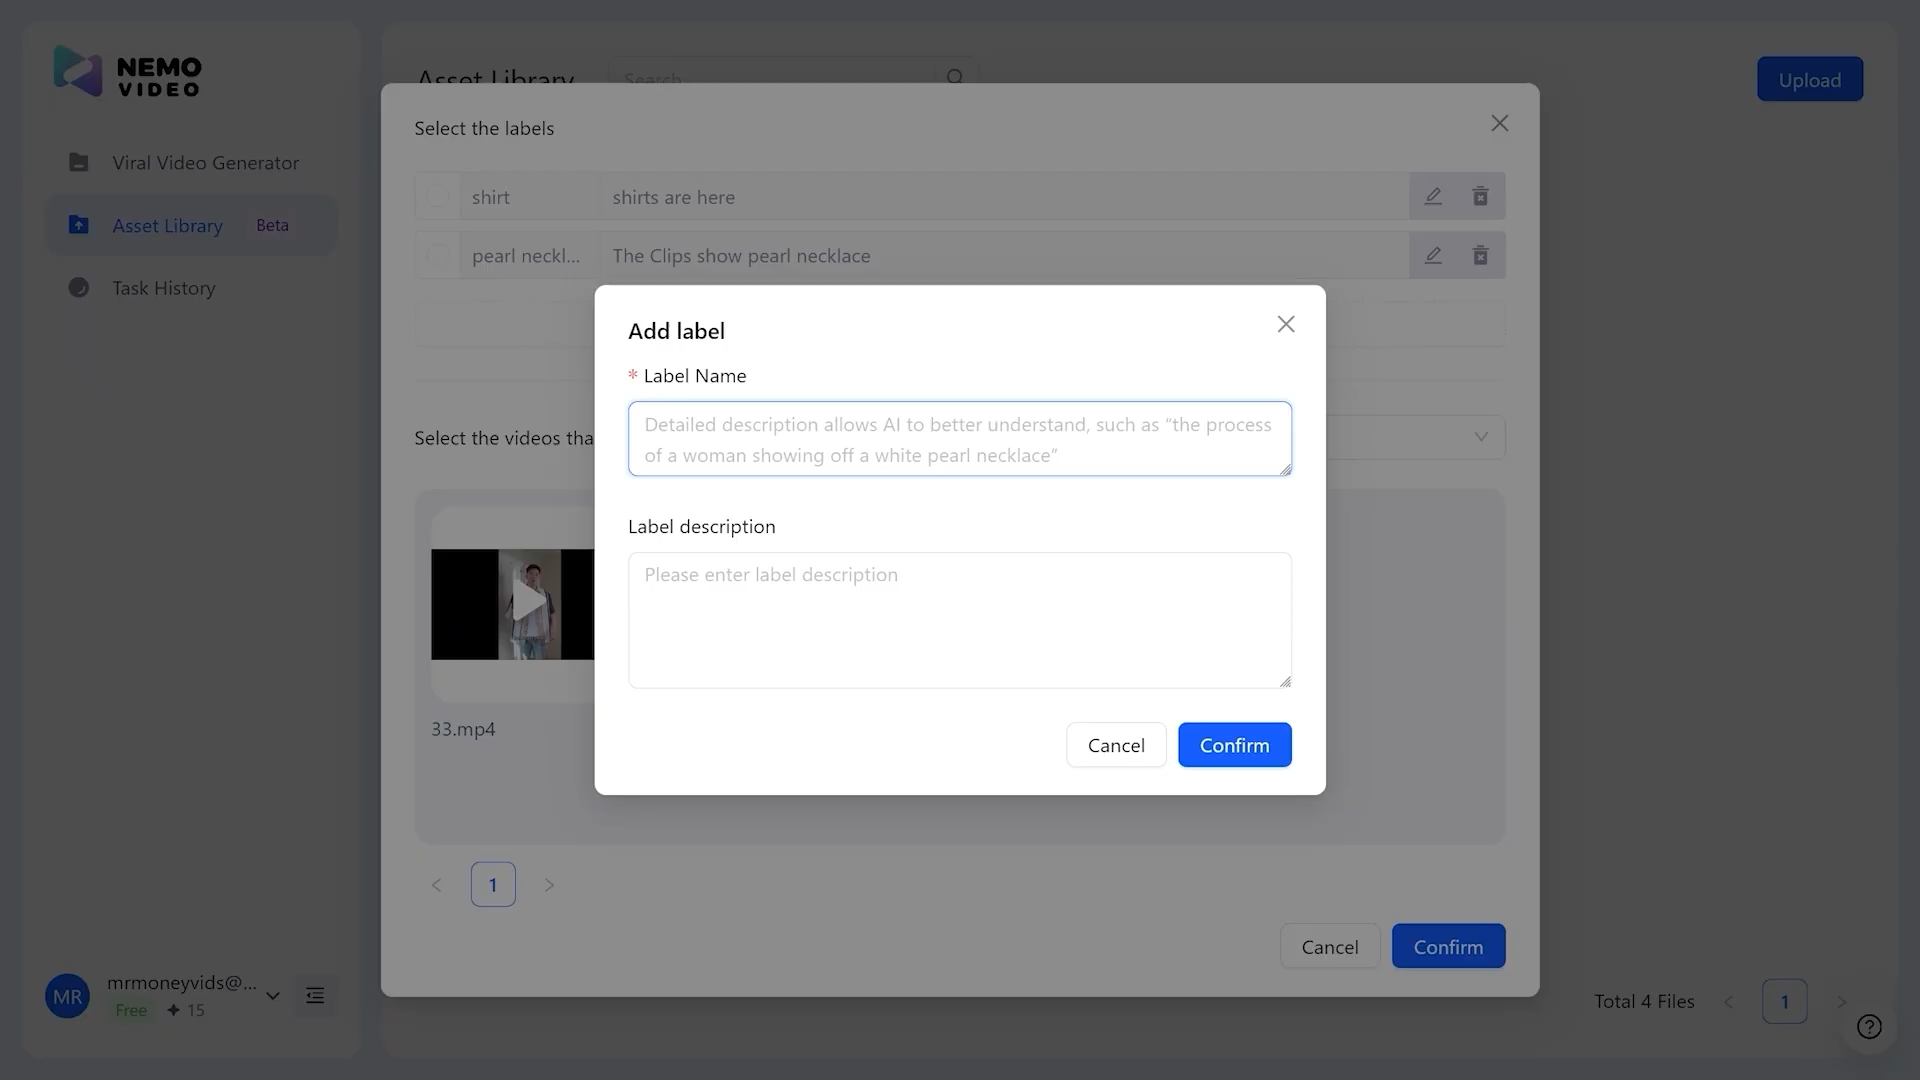 NEMO
VIDEO
Asset Library
Search
Upload
Select the labels
Viral Video Generator
shirt
shirts are here
Asset Library
Beta
pearl neckl...
The Clips show pearl necklace
Task History
Add label
* Label Name
Detailed description allows AI to better understand, such as “the process
of a woman showing off a white pearl necklace”
Select the videos tha
Label description
Please enter label description
33.mp4
Cancel
Confirm
1
Cancel
Confirm
MR
mrmoneyvids@...
Free
15
Total 4 Files
1